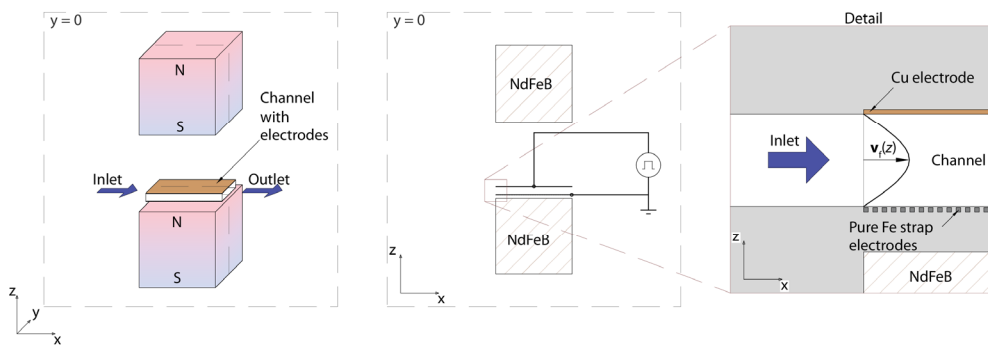 y = 0
N
S
Channel
with
electrodes
Inlet
Outlet
N
S
z
y
x
y = 0
NdFeB
NdFeB
z
x
Detail
Cu electrode
Inlet
v_f(z)
Channel
Pure Fe strap
electrodes
z
x
NdFeB